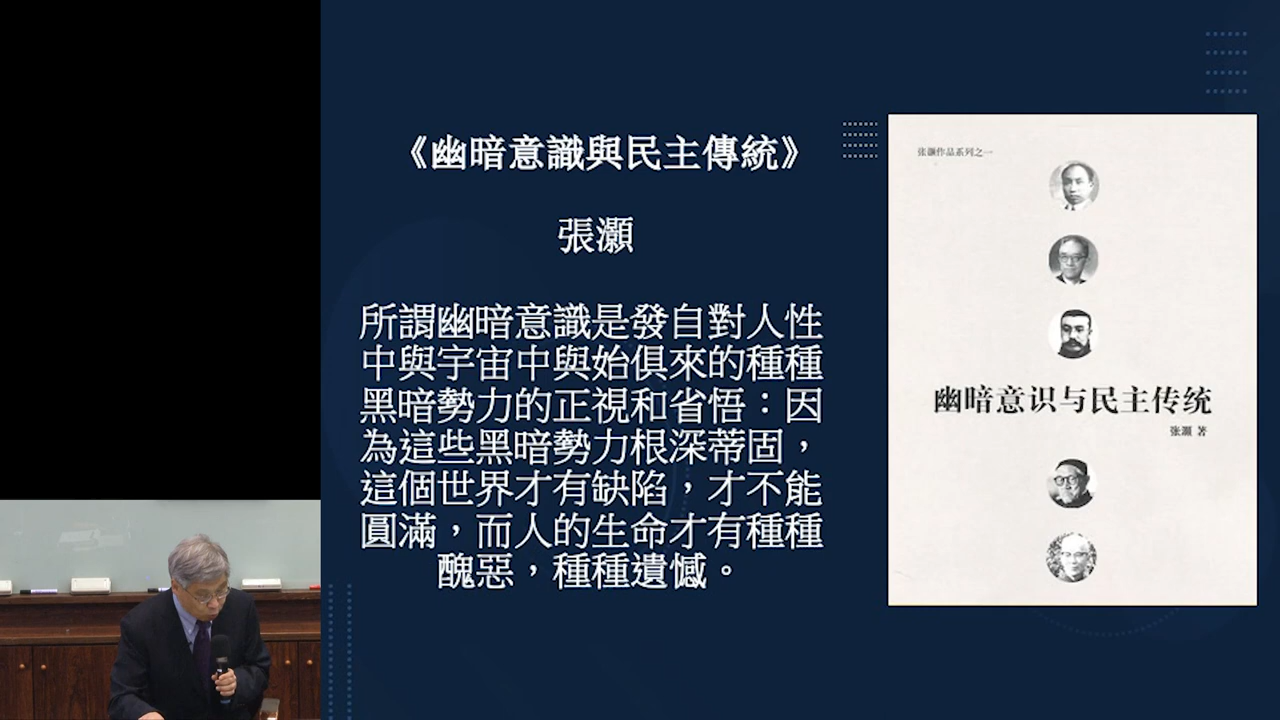 《幽暗意識與民主傳統》
張灝
所謂幽暗意識是發自對人性
中與宇宙中與始俱來的種種
黑暗勢力的正視和省悟：因
為這些黑暗勢力根深蒂固，
這個世界才有缺陷，才不能
圓滿，而人的生命才有種種
醜惡，種種遺憾。
张灏作品系列之一
幽暗意识与民主传统
张灏 著